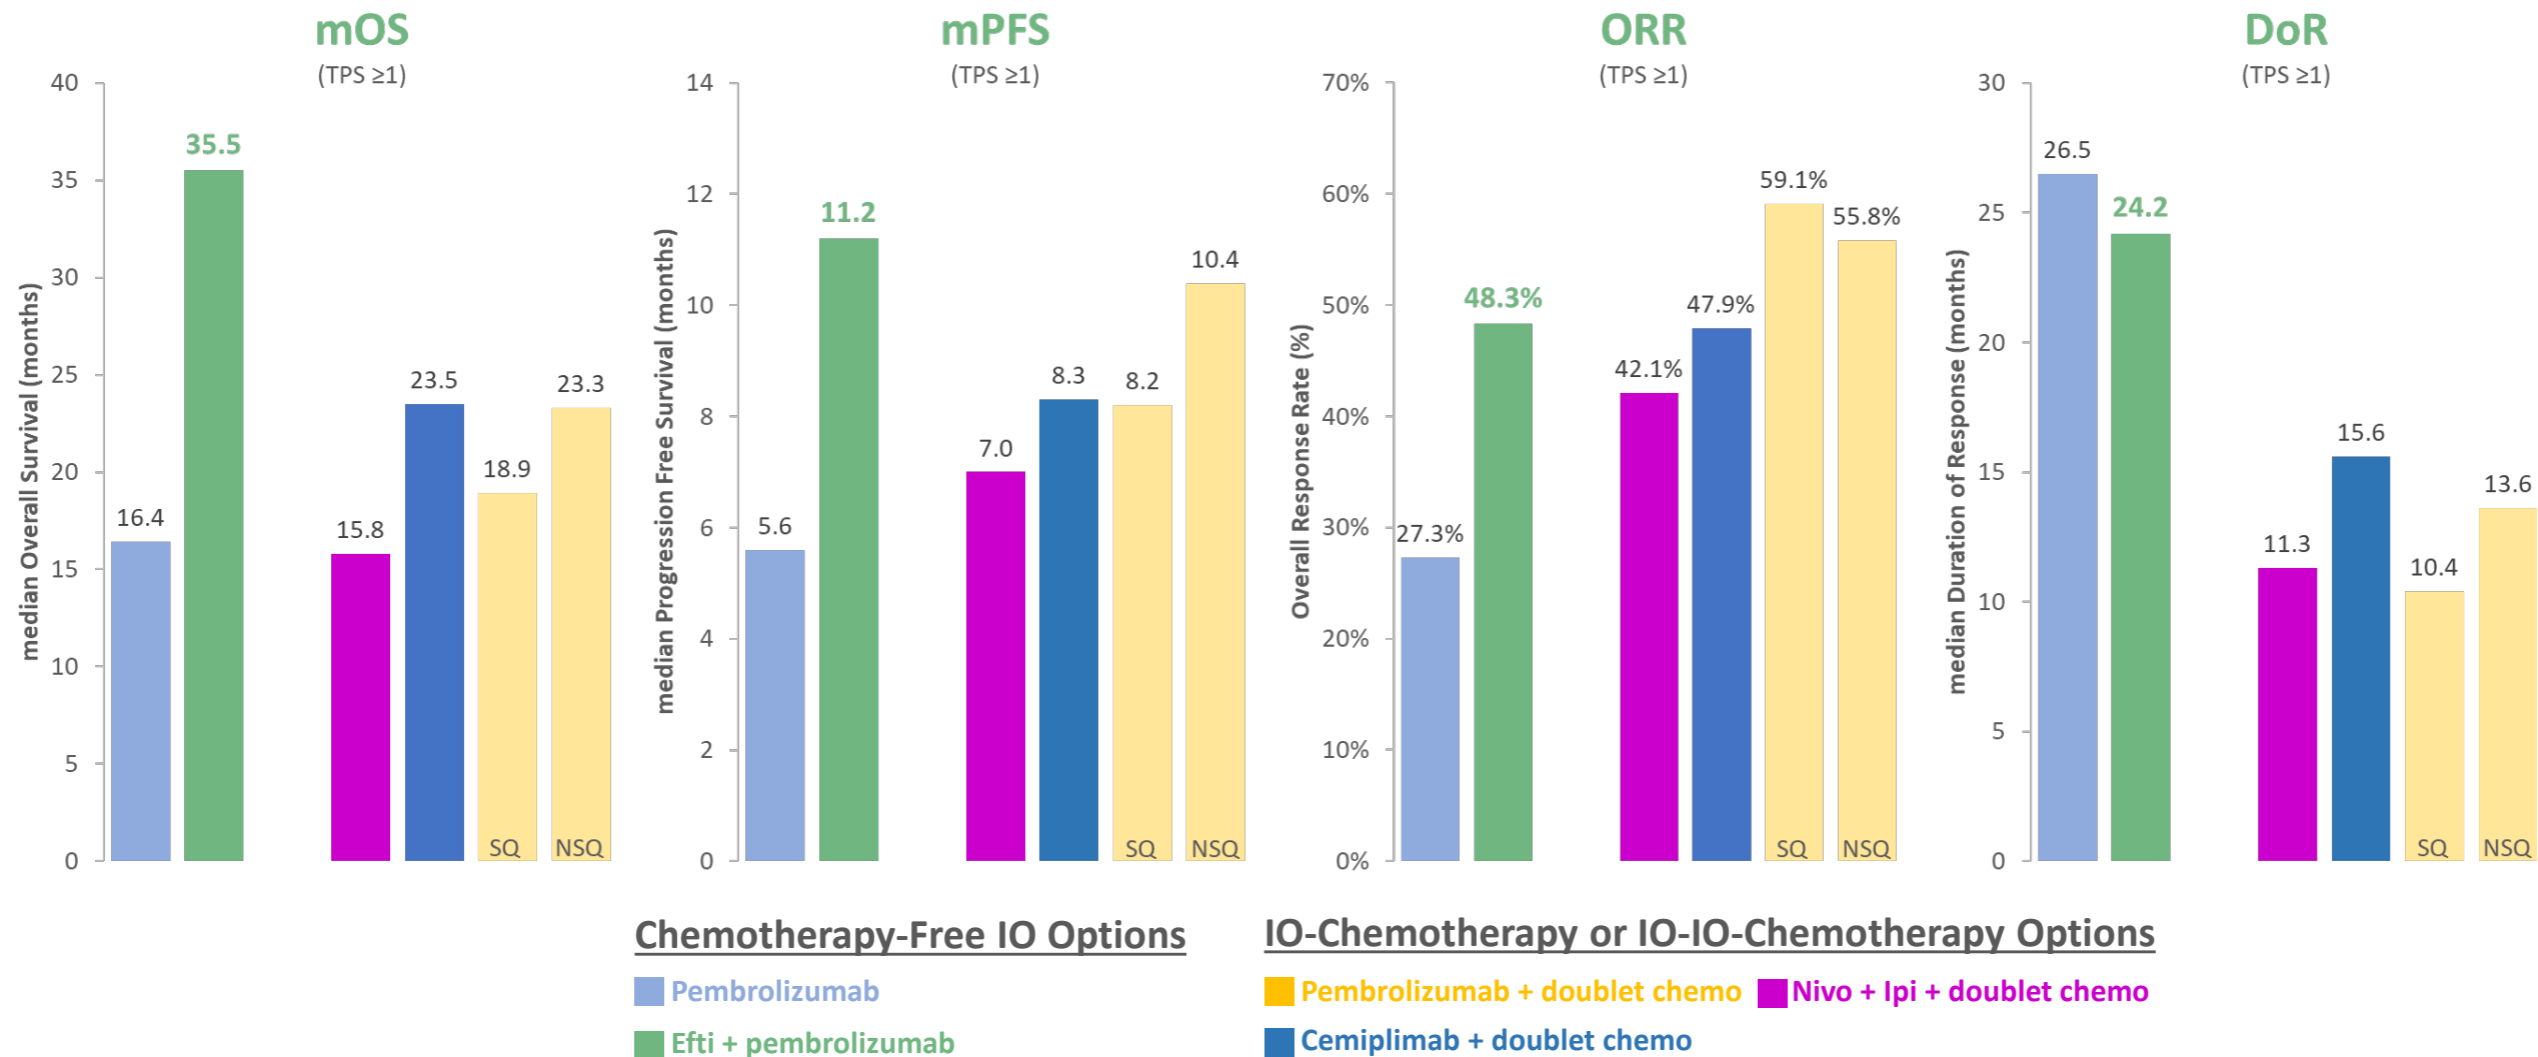 mOS
(TPS ≥1)
median Overall Survival (months)
40
35
30
25
20
15
10
5
0
16.4
35.5
15.8
23.5
18.9
23.3
SQ
NSQ
mPFS
(TPS ≥1)
median Progression Free Survival (months)
14
12
10
8
6
4
2
0
5.6
11.2
7.0
8.3
8.2
10.4
SQ
NSQ
ORR
(TPS ≥1)
Overall Response Rate (%)
70%
60%
50%
40%
30%
20%
10%
0%
27.3%
48.3%
42.1%
47.9%
59.1%
55.8%
SQ
NSQ
DoR
(TPS ≥1)
median Duration of Response (months)
30
25
20
15
10
5
0
26.5
24.2
11.3
15.6
10.4
13.6
SQ
NSQ
Chemotherapy-Free IO Options
Pembrolizumab
Efti + pembrolizumab
IO-Chemotherapy or IO-IO-Chemotherapy Options
Pembrolizumab + doublet chemo
Nivo + Ipi + doublet chemo
Cemiplimab + doublet chemo